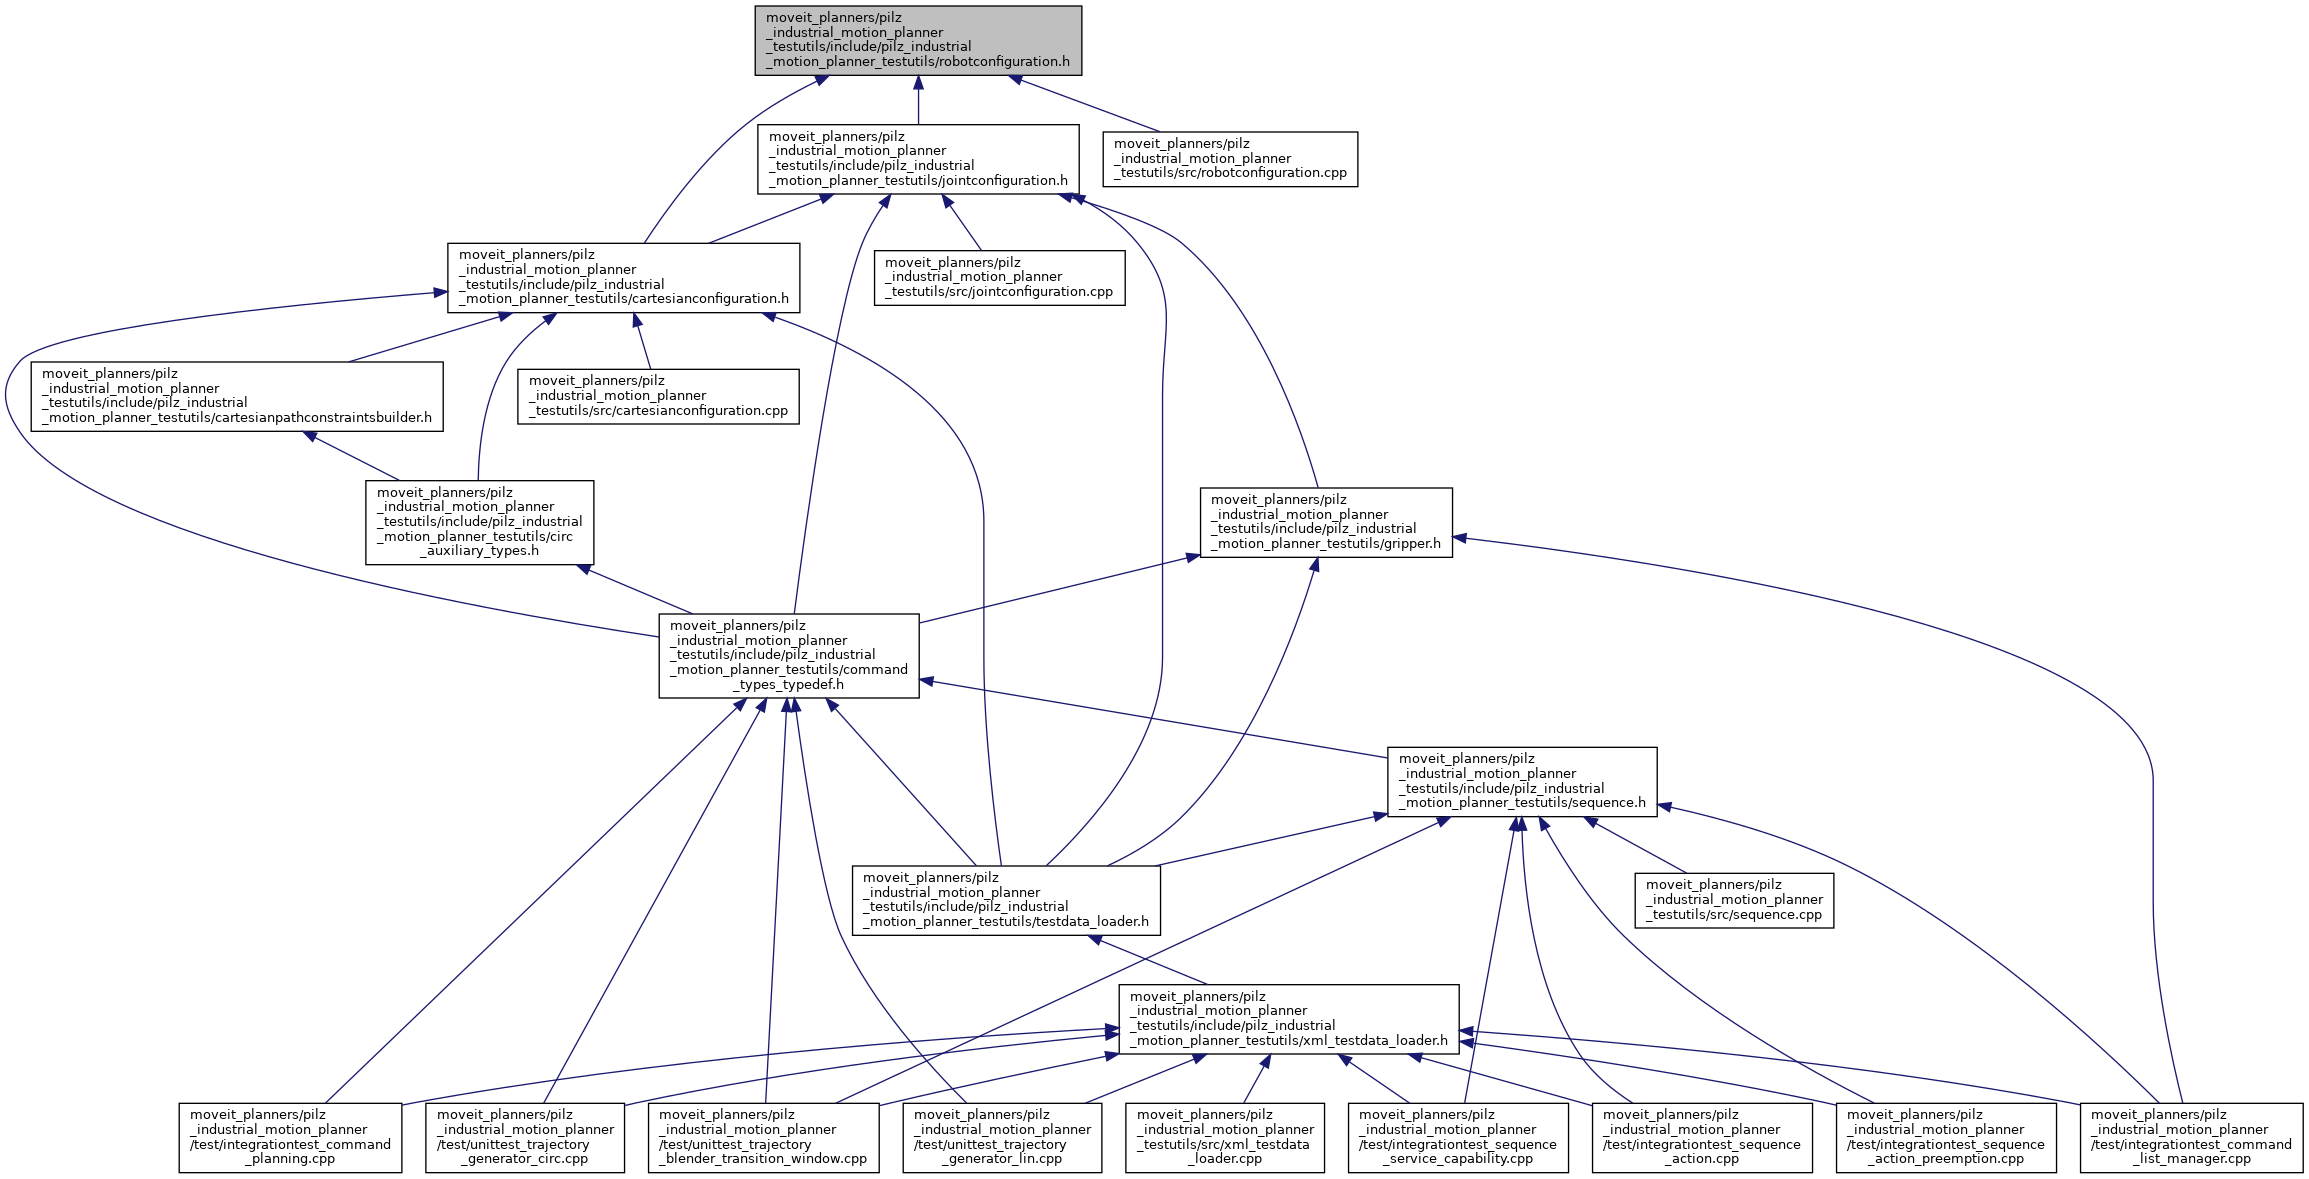 moveit_planners/pilz
_industrial_motion_planner
_testutils/include/pilz_industrial
_motion_planner_testutils/robotconfiguration.h
moveit_planners/pilz
_industrial_motion_planner
_testutils/include/pilz_industrial
_motion_planner_testutils/jointconfiguration.h
moveit_planners/pilz
_industrial_motion_planner
_testutils/src/robotconfiguration.cpp
moveit_planners/pilz
_industrial_motion_planner
_testutils/include/pilz_industrial
_motion_planner_testutils/cartesianconfiguration.h
moveit_planners/pilz
_industrial_motion_planner
_testutils/src/jointconfiguration.cpp
moveit_planners/pilz
_industrial_motion_planner
_testutils/include/pilz_industrial
_motion_planner_testutils/cartesianpathconstraintsbuilder.h
moveit_planners/pilz
_industrial_motion_planner
_testutils/src/cartesianconfiguration.cpp
moveit_planners/pilz
_industrial_motion_planner
_testutils/include/pilz_industrial
_motion_planner_testutils/circ
_auxiliary_types.h
moveit_planners/pilz
_industrial_motion_planner
_testutils/include/pilz_industrial
_motion_planner_testutils/gripper.h
moveit_planners/pilz
_industrial_motion_planner
_testutils/include/pilz_industrial
_motion_planner_testutils/command
_types_typedef.h
moveit_planners/pilz
_industrial_motion_planner
_testutils/include/pilz_industrial
_motion_planner_testutils/sequence.h
moveit_planners/pilz
_industrial_motion_planner
_testutils/include/pilz_industrial
_motion_planner_testutils/testdata_loader.h
moveit_planners/pilz
_industrial_motion_planner
_testutils/src/sequence.cpp
moveit_planners/pilz
_industrial_motion_planner
_testutils/include/pilz_industrial
_motion_planner_testutils/xml_testdata_loader.h
moveit_planners/pilz
_industrial_motion_planner
/test/integrationtest_command
_planning.cpp
moveit_planners/pilz
_industrial_motion_planner
/test/unittest_trajectory
_generator_circ.cpp
moveit_planners/pilz
_industrial_motion_planner
/test/unittest_trajectory
_blender_transition_window.cpp
moveit_planners/pilz
_industrial_motion_planner
/test/unittest_trajectory
_generator_lin.cpp
moveit_planners/pilz
_industrial_motion_planner
_testutils/src/xml_testdata
_loader.cpp
moveit_planners/pilz
_industrial_motion_planner
/test/integrationtest_sequence
_service_capability.cpp
moveit_planners/pilz
_industrial_motion_planner
/test/integrationtest_sequence
_action.cpp
moveit_planners/pilz
_industrial_motion_planner
/test/integrationtest_sequence
_action_preemption.cpp
moveit_planners/pilz
_industrial_motion_planner
/test/integrationtest_command
_list_manager.cpp